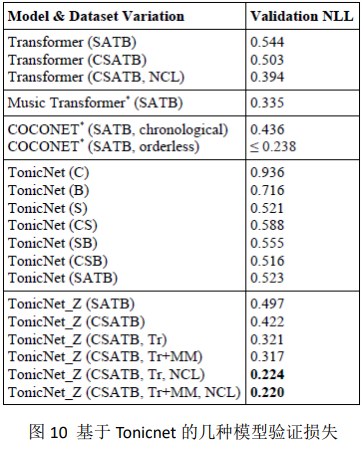 Model & Dataset Variation Validation NLL
Transformer (SATB) 0.544
Transformer (CSATB) 0.503
Transformer (CSATB, NCL) 0.394
Music Transformer* (SATB) 0.335
COCONET* (SATB, chronological) 0.436
COCONET* (SATB, orderless) ≤ 0.238
TonicNet (C) 0.936
TonicNet (B) 0.716
TonicNet (S) 0.521
TonicNet (CS) 0.588
TonicNet (SB) 0.555
TonicNet (CSB) 0.516
TonicNet (SATB) 0.523
TonicNet_Z (SATB) 0.497
TonicNet_Z (CSATB) 0.422
TonicNet_Z (CSATB, Tr) 0.321
TonicNet_Z (CSATB, Tr+MM) 0.317
TonicNet_Z (CSATB, Tr, NCL) 0.224
TonicNet_Z (CSATB, Tr+MM, NCL) 0.220
图 10 基于 Tonicnet 的几种模型验证损失